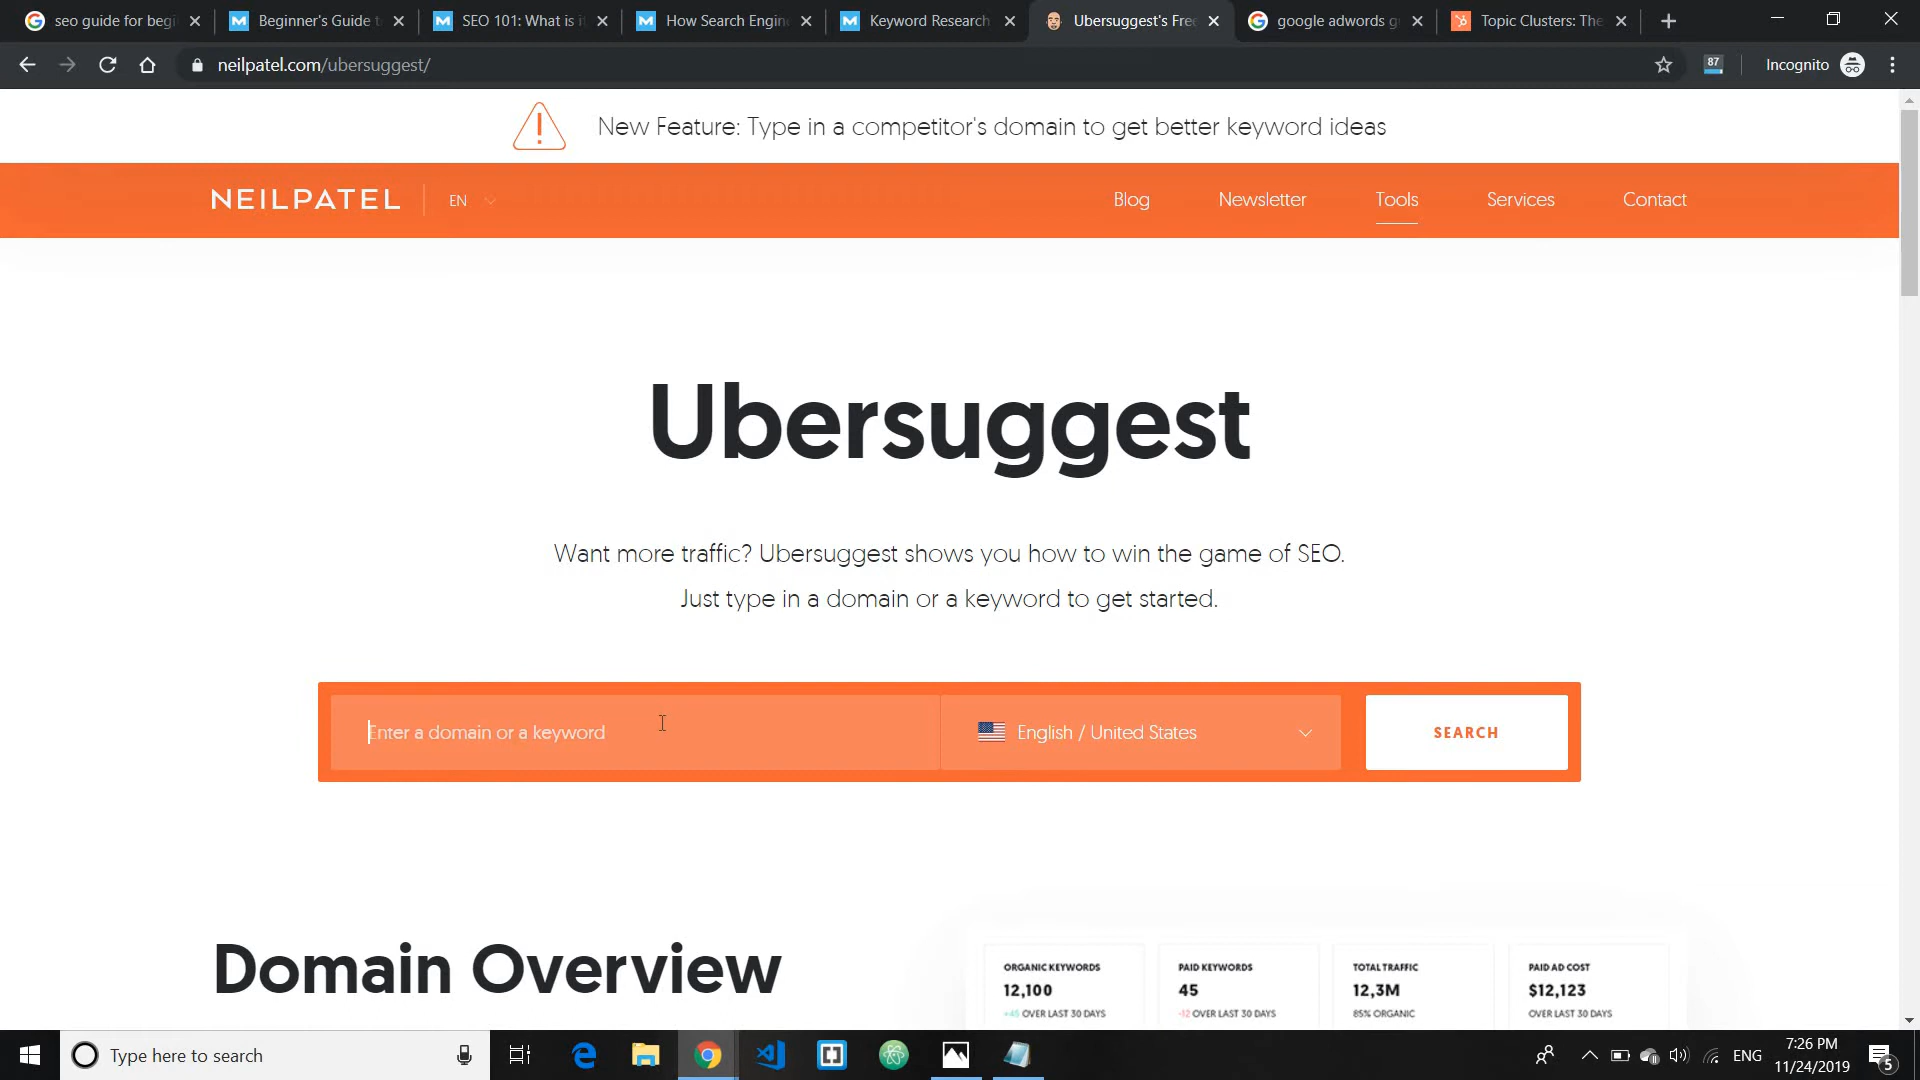 seo guide for begi
Beginner's Guide t
SEO 101: What is i
How Search Engin
Keyword Research
Ubersuggest's Free
google adwords g
Topic Clusters: The
neilpatel.com/ubersuggest/
87
Incognito
New Feature: Type in a competitor's domain to get better keyword ideas
NEILPATEL
EN
Blog
Newsletter
Tools
Services
Contact
Ubersuggest
Want more traffic? Ubersuggest shows you how to win the game of SEO.
Just type in a domain or a keyword to get started.
Enter a domain or a keyword
English / United States
SEARCH
Domain Overview
ORGANIC KEYWORDS
12,100
+45 OVER LAST 30 DAYS
PAID KEYWORDS
45
-12 OVER LAST 30 DAYS
TOTAL TRAFFIC
12,3M
85% ORGANIC
PAID AD COST
$12,123
OVER LAST 30 DAYS
Type here to search
ENG
7:26 PM
11/24/2019
5